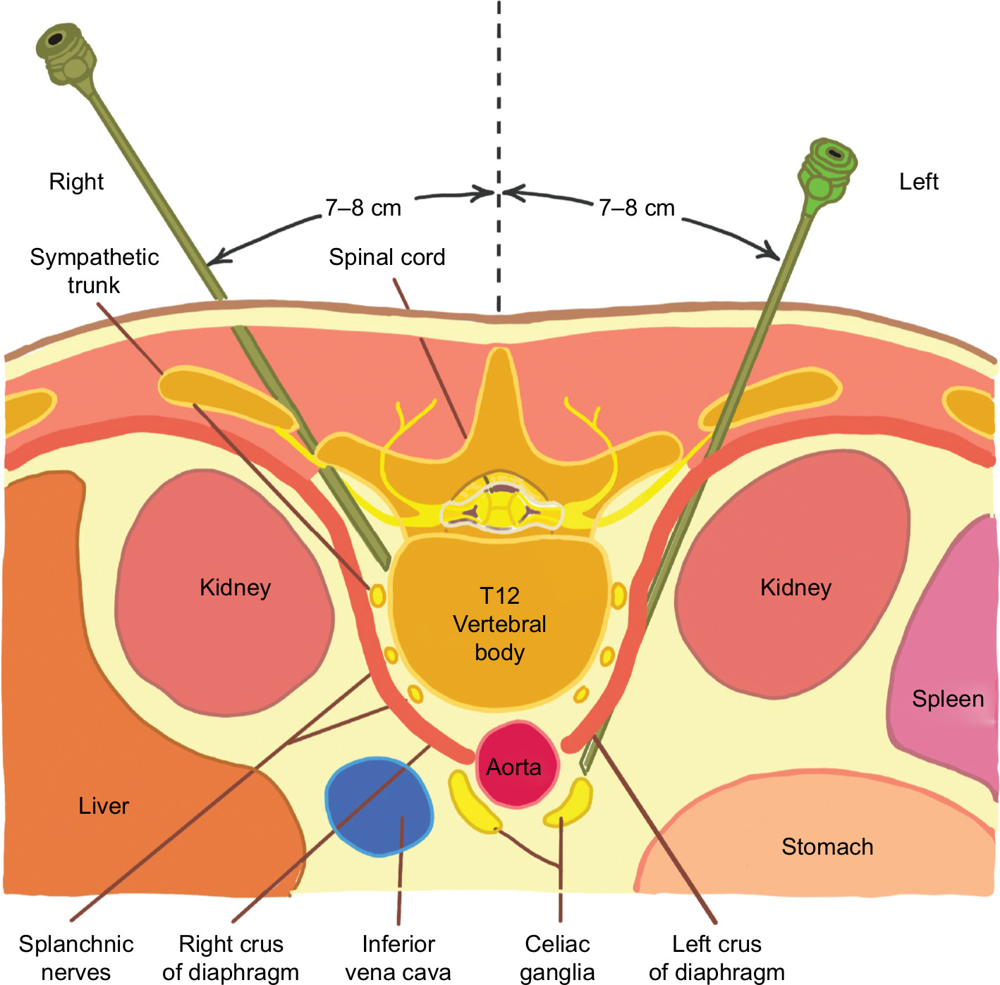 Right
Left
7–8 cm
7–8 cm
Sympathetic
trunk
Spinal cord
Kidney
T12
Vertebral
body
Kidney
Spleen
Aorta
Liver
Stomach
Splanchnic
nerves
Right crus
of diaphragm
Inferior
vena cava
Celiac
ganglia
Left crus
of diaphragm